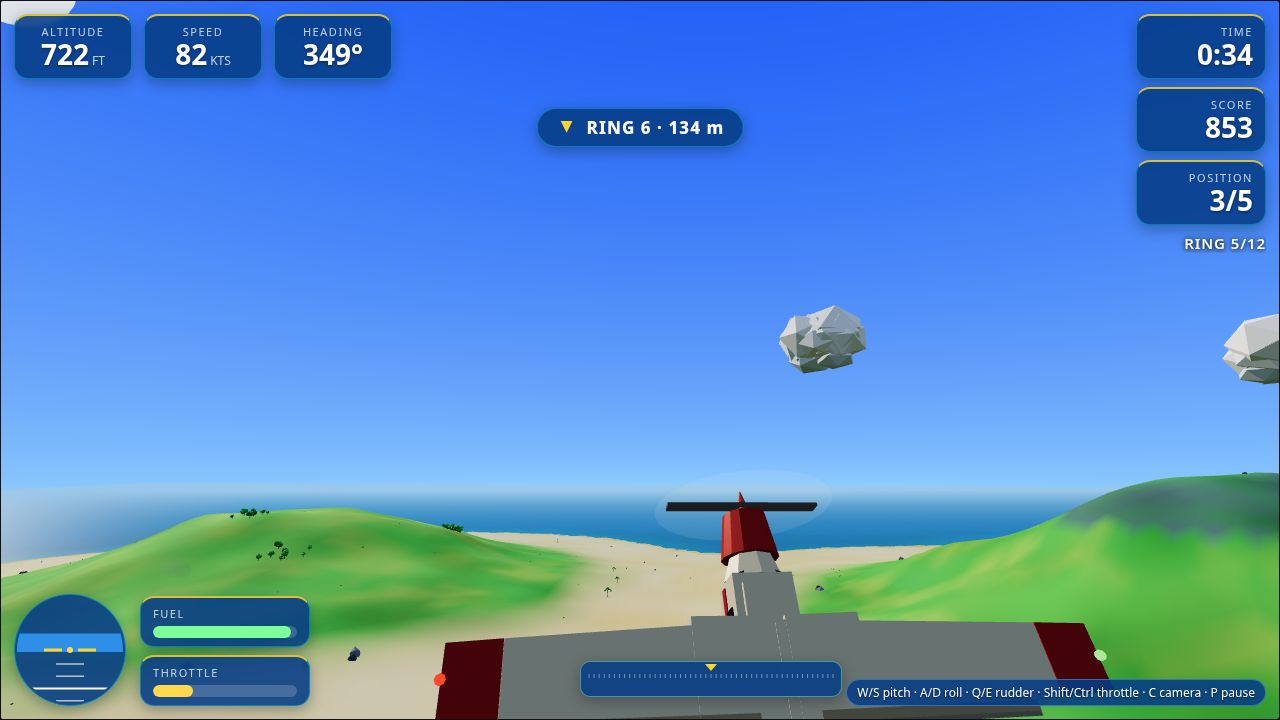 ALTITUDE
722 FT
SPEED
82 KTS
HEADING
349°
TIME
0:34
SCORE
853
POSITION
3/5
RING 5/12
RING 6 · 134 m
FUEL
THROTTLE
W/S pitch · A/D roll · Q/E rudder · Shift/Ctrl throttle · C camera · P pause